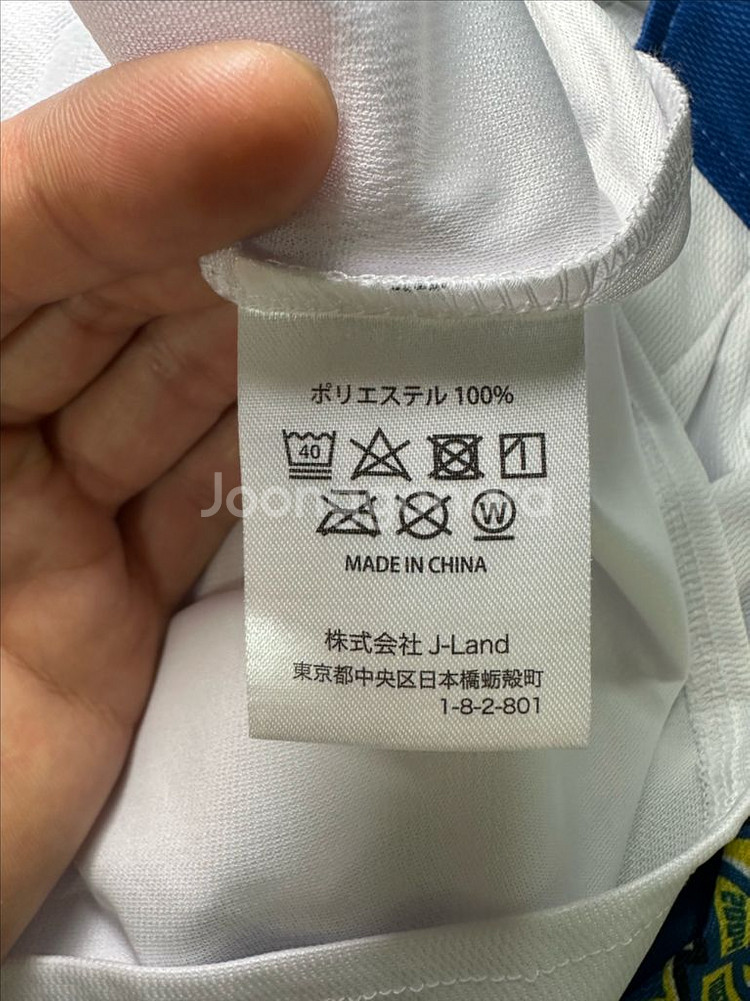 ポリエステル 100%
40
W
MADE IN CHINA
株式会社 J-Land
東京都中央区日本橋蛎殻町
1-8-2-801